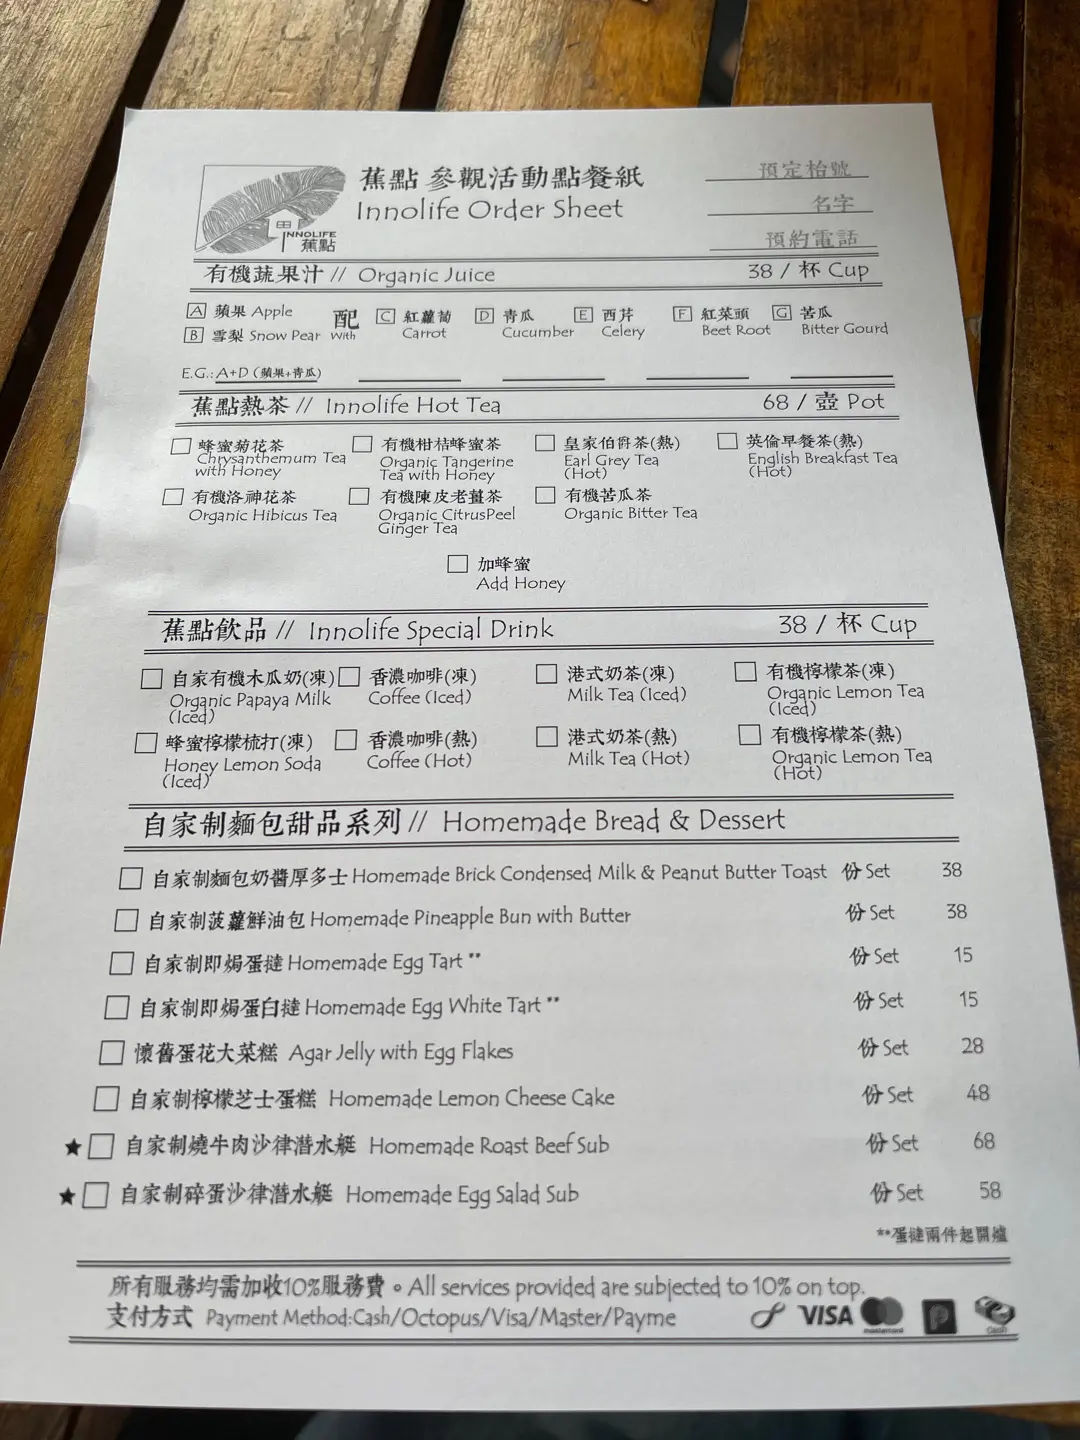 蕉點 參觀活動點餐紙
Innolife Order Sheet
預定枱號
名字
預約電話
INNOLIFE
蕉點
有機蔬果汁 // Organic Juice 38 / 杯 Cup
A 蘋果 Apple
B 雪梨 Snow Pear
配
With
C 紅蘿蔔
Carrot
D 青瓜
Cucumber
E 西芹
Celery
F 紅菜頭
Beet Root
G 苦瓜
Bitter Gourd
E.G.: A+D (蘋果+青瓜)
蕉點熱茶 // Innolife Hot Tea 68 / 壺 Pot
蜂蜜菊花茶
Chrysanthemum Tea
with Honey
有機柑桔蜂蜜茶
Organic Tangerine
Tea with Honey
皇家伯爵茶(熱)
Earl Grey Tea
(Hot)
英倫早餐茶(熱)
English Breakfast Tea
(Hot)
有機洛神花茶
Organic Hibicus Tea
有機陳皮老薑茶
Organic CitrusPeel
Ginger Tea
有機苦瓜茶
Organic Bitter Tea
加蜂蜜
Add Honey
蕉點飲品 // Innolife Special Drink 38 / 杯 Cup
自家有機木瓜奶(凍)
Organic Papaya Milk
(Iced)
香濃咖啡(凍)
Coffee (Iced)
港式奶茶(凍)
Milk Tea (Iced)
有機檸檬茶(凍)
Organic Lemon Tea
(Iced)
蜂蜜檸檬梳打(凍)
Honey Lemon Soda
(Iced)
香濃咖啡(熱)
Coffee (Hot)
港式奶茶(熱)
Milk Tea (Hot)
有機檸檬茶(熱)
Organic Lemon Tea
(Hot)
自家制麵包甜品系列 // Homemade Bread & Dessert
自家制麵包奶醬厚多士 Homemade Brick Condensed Milk & Peanut Butter Toast 份 Set 38
自家制菠蘿鮮油包 Homemade Pineapple Bun with Butter 份 Set 38
自家制即焗蛋撻 Homemade Egg Tart ** 份 Set 15
自家制即焗蛋白撻 Homemade Egg White Tart ** 份 Set 15
懷舊蛋花大菜糕 Agar Jelly with Egg Flakes 份 Set 28
自家制檸檬芝士蛋糕 Homemade Lemon Cheese Cake 份 Set 48
★ 自家制燒牛肉沙律潛水艇 Homemade Roast Beef Sub 份 Set 68
★ 自家制碎蛋沙律潛水艇 Homemade Egg Salad Sub 份 Set 58
**蛋撻兩件起開爐
所有服務均需加收10%服務費。All services provided are subjected to 10% on top.
支付方式 Payment Method:Cash/Octopus/Visa/Master/Payme
VISA
mastercard
Cash